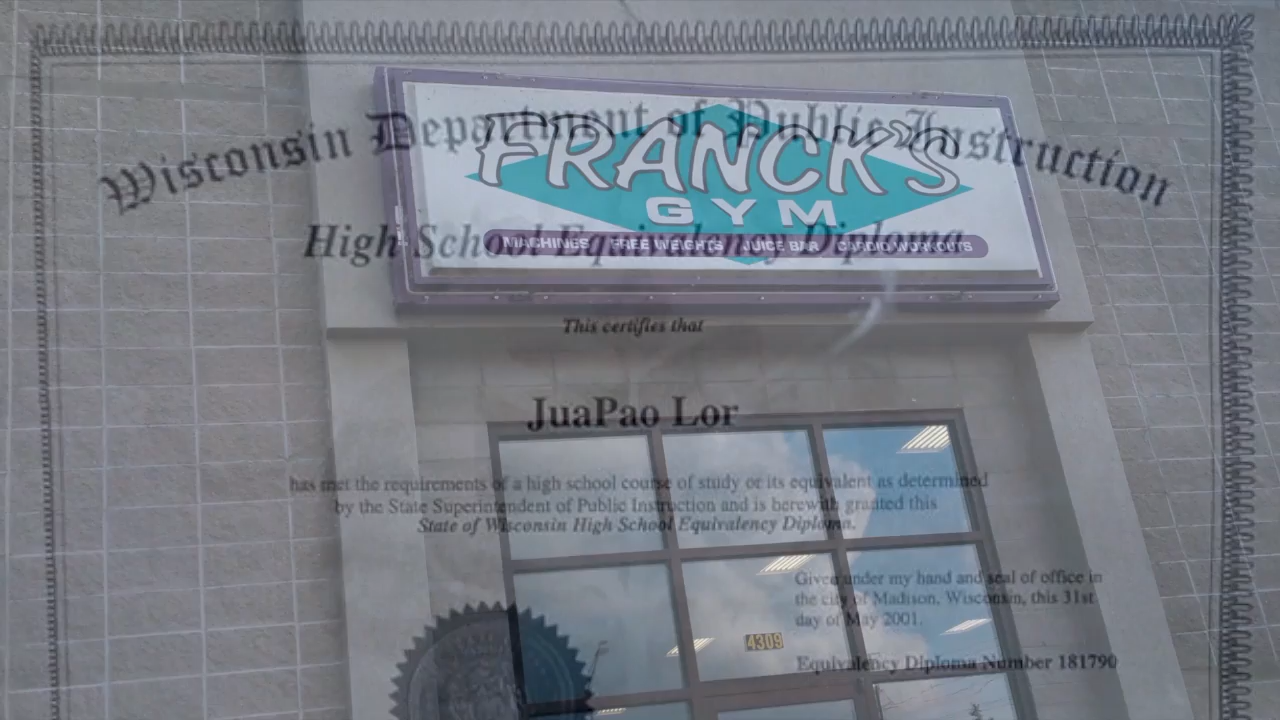 Wisconsin Department of Public Instruction
FRANCK'S
GYM
High School Equivalency Diploma
MACHINES FREE WEIGHTS JUICE BAR CARDIO WORKOUTS
This certifies that
JuaPao Lor
has met the requirements of a high school course of study or its equivalent as determined
by the State Superintendent of Public Instruction and is herewith granted this
State of Wisconsin High School Equivalency Diploma.
Given under my hand and seal of office in
the city of Madison, Wisconsin, this 31st
day of May 2001.
4309
Equivalency Diploma Number 181790